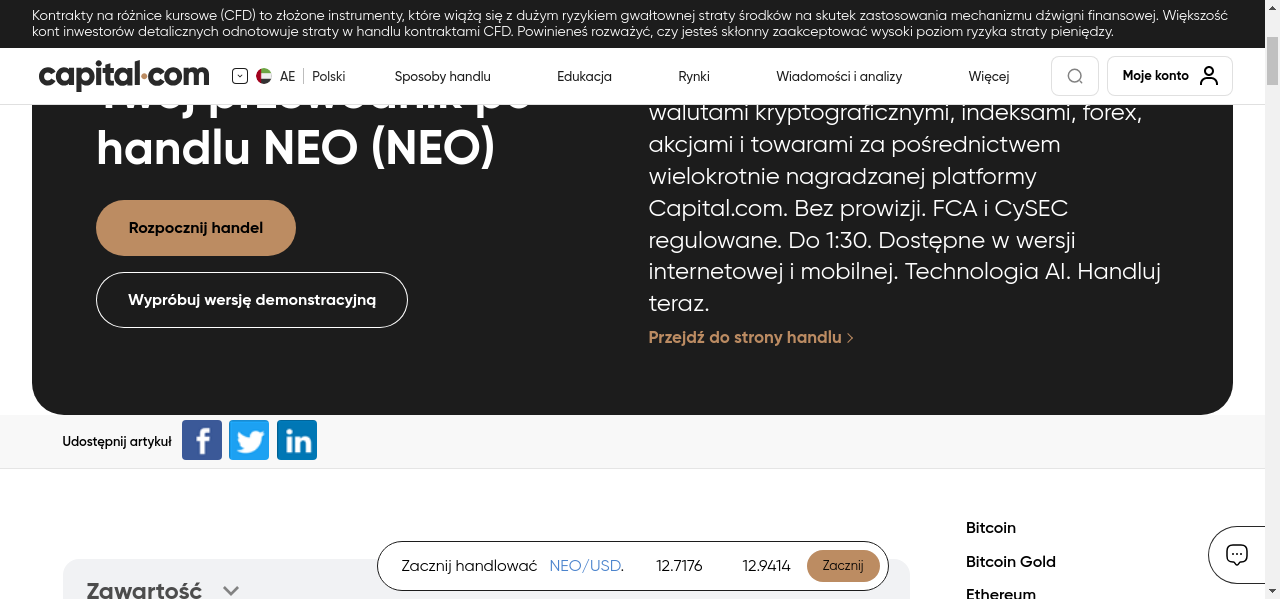 Kontrakty na różnice kursowe (CFD) to złożone instrumenty, które wiążą się z dużym ryzykiem gwałtownej straty środków na skutek zastosowania mechanizmu dźwigni finansowej. Większość
kont inwestorów detalicznych odnotowuje straty w handlu kontraktami CFD. Powinieneś rozważyć, czy jesteś skłonny zaakceptować wysoki poziom ryzyka straty pieniędzy.
capital.com AE Polski Sposoby handlu Edukacja Rynki Wiadomości i analizy Więcej Moje konto
Twój przewodnik po
handlu NEO (NEO)
Rozpocznij handel
Wypróbuj wersję demonstracyjną
walutami kryptograficznymi, indeksami, forex,
akcjami i towarami za pośrednictwem
wielokrotnie nagradzanej platformy
Capital.com. Bez prowizji. FCA i CySEC
regulowane. Do 1:30. Dostępne w wersji
internetowej i mobilnej. Technologia AI. Handluj
teraz.
Przejdź do strony handlu
Udostępnij artykuł
Zawartość
Bitcoin
Bitcoin Gold
Ethereum
Zacznij handlować NEO/USD. 12.7176 12.9414 Zacznij